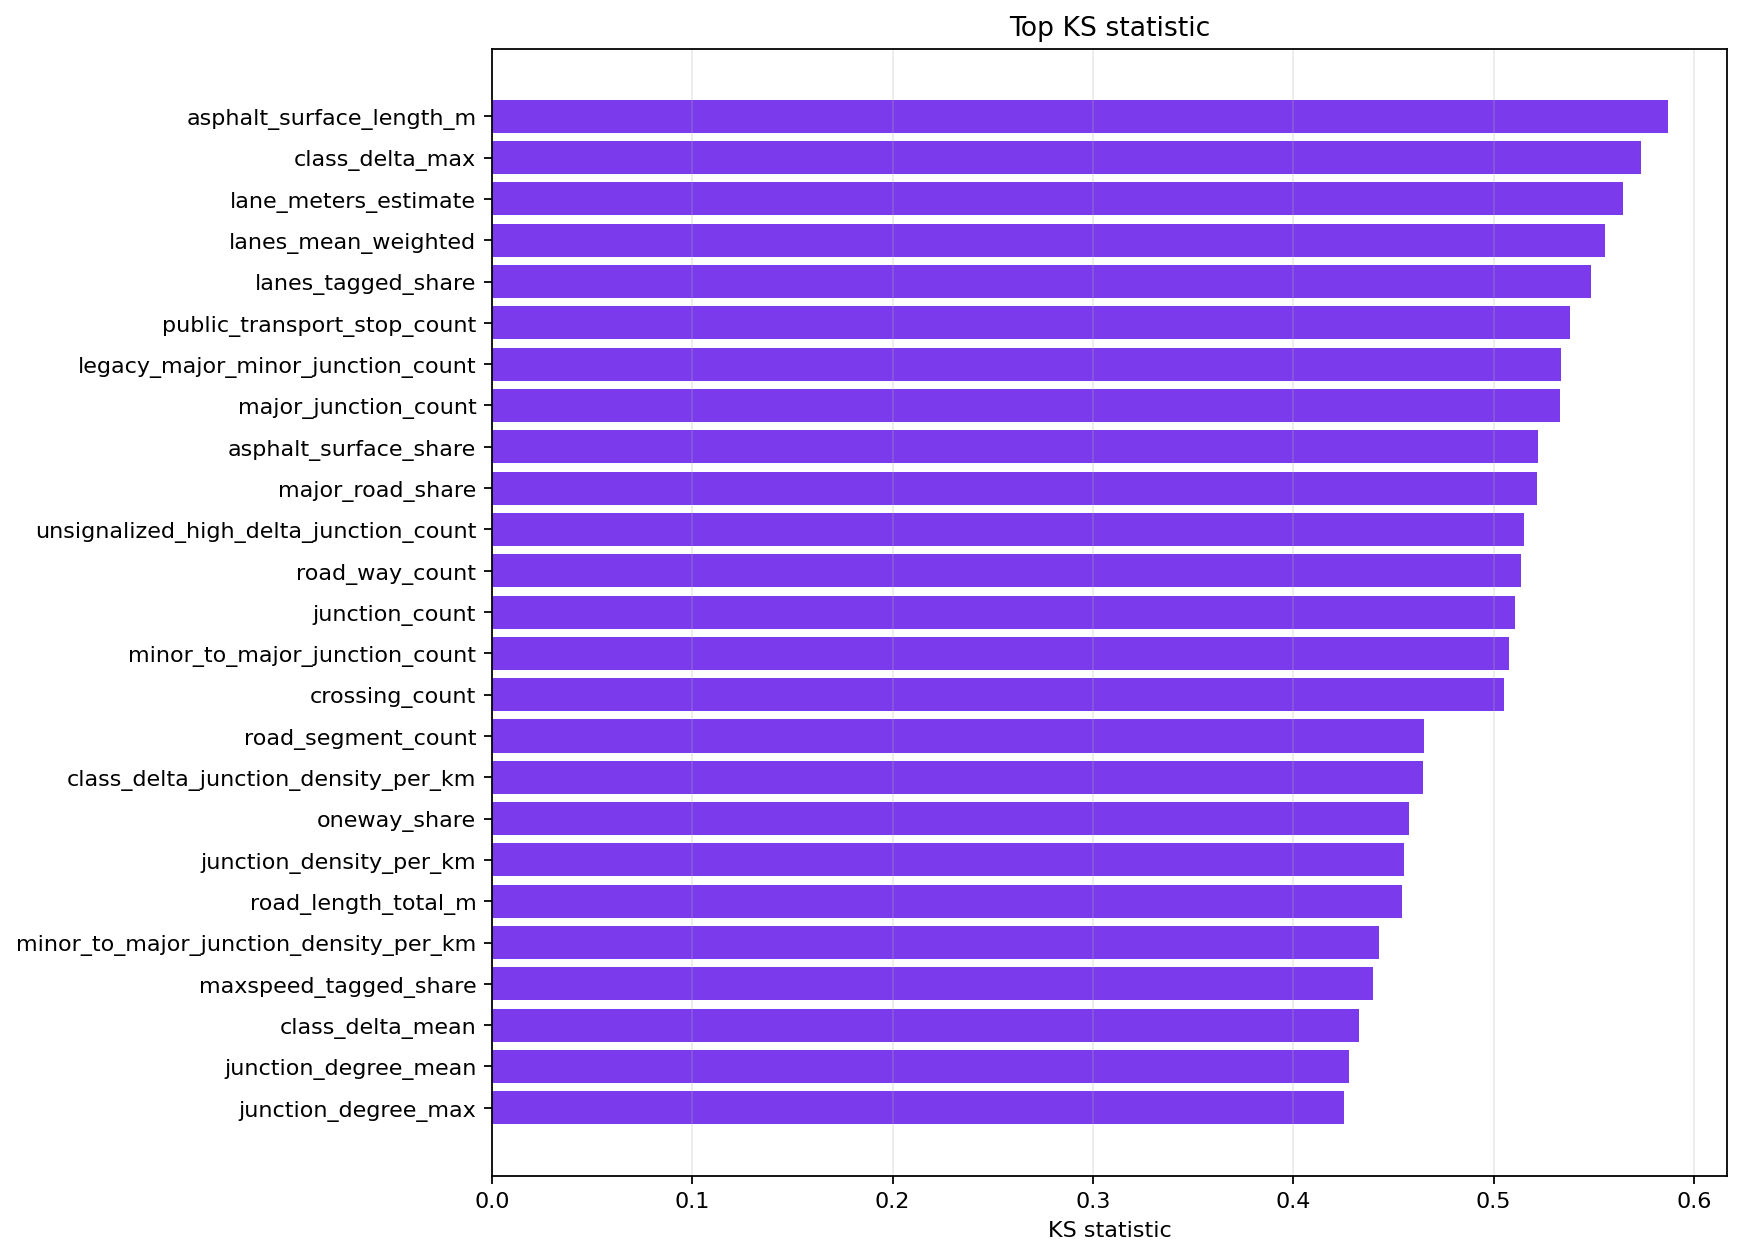 Top KS statistic
asphalt_surface_length_m
class_delta_max
lane_meters_estimate
lanes_mean_weighted
lanes_tagged_share
public_transport_stop_count
legacy_major_minor_junction_count
major_junction_count
asphalt_surface_share
major_road_share
unsignalized_high_delta_junction_count
road_way_count
junction_count
minor_to_major_junction_count
crossing_count
road_segment_count
class_delta_junction_density_per_km
oneway_share
junction_density_per_km
road_length_total_m
minor_to_major_junction_density_per_km
maxspeed_tagged_share
class_delta_mean
junction_degree_mean
junction_degree_max
0.0 0.1 0.2 0.3 0.4 0.5 0.6
KS statistic